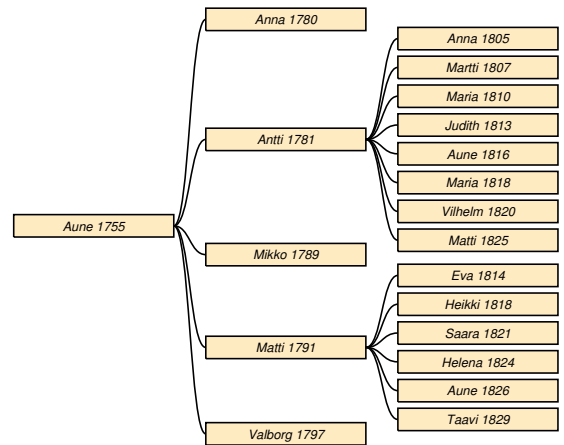 Aune 1755
Anna 1780
Antti 1781
Anna 1805
Martti 1807
Maria 1810
Judith 1813
Aune 1816
Maria 1818
Vilhelm 1820
Matti 1825
Mikko 1789
Matti 1791
Eva 1814
Heikki 1818
Saara 1821
Helena 1824
Aune 1826
Taavi 1829
Valborg 1797